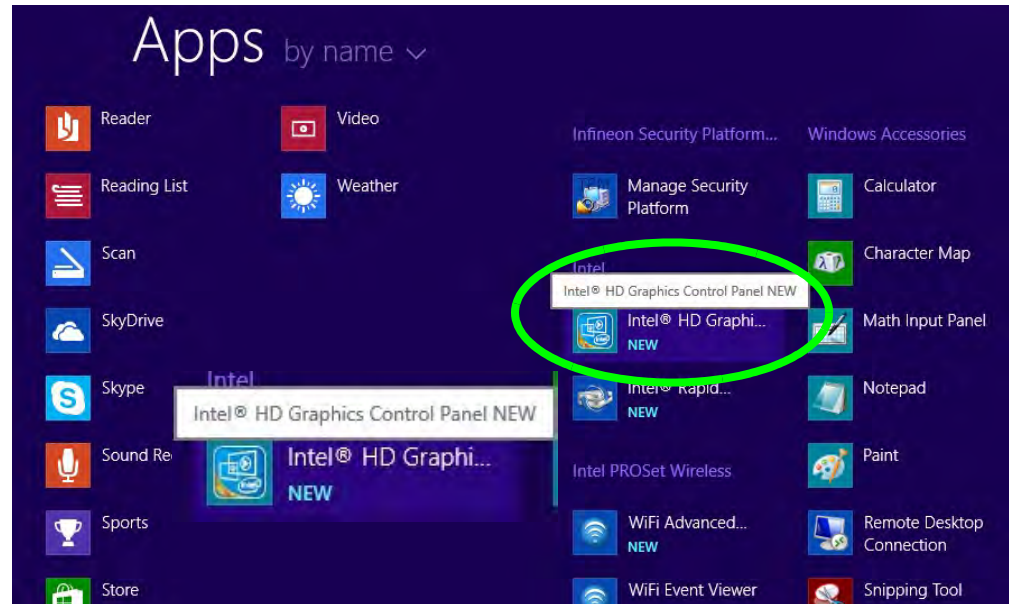 Apps by name
Reader
Reading List
Scan
SkyDrive
Skype
Sound Re
Sports
Store
Video
Weather
Intel
Intel® HD Graphics Control Panel NEW
Intel® HD Graphi...
NEW
Infineon Security Platform...
Manage Security
Platform
Intel
Intel® HD Graphics Control Panel NEW
Intel® HD Graphi...
NEW
Intel® Rapid...
NEW
Intel PROSet Wireless
WiFi Advanced...
NEW
WiFi Event Viewer
Windows Accessories
Calculator
Character Map
Math Input Panel
Notepad
Paint
Remote Desktop
Connection
Snipping Tool